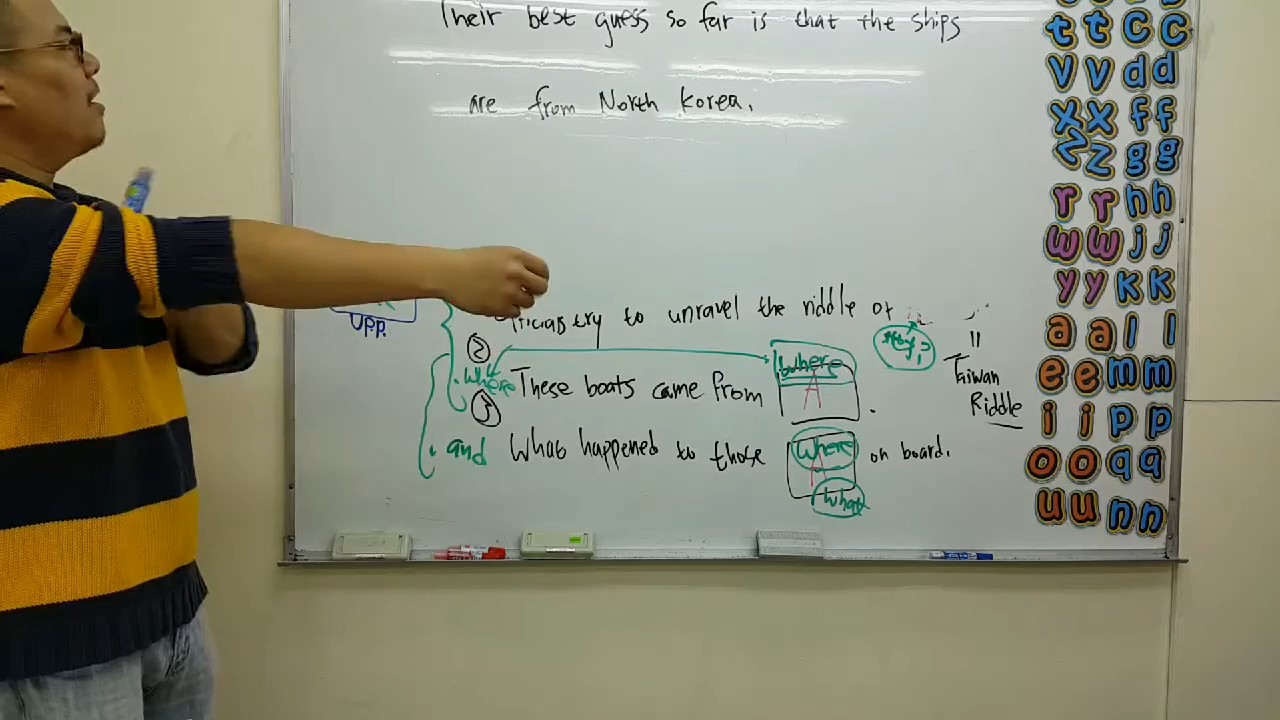 Their best guess so far is that the ships
are from North Korea.
UPP.
try to unravel the riddle of
they
=
Taiwan
Riddle
②
where These boats came from where A .
③
and What happened to those where A on board.
what
t t c c
v v d d
x x f f
z z g g
r r h h
w w j j
y y k k
a a l l
e e m m
i i p p
o o q q
u u n n